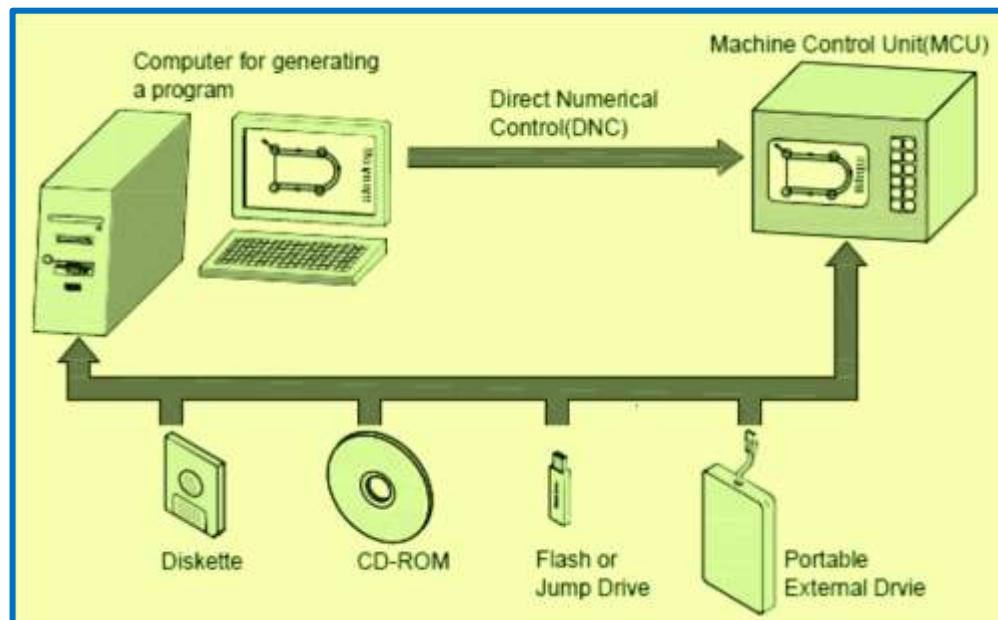 Computer for generating
a program
Direct Numerical
Control(DNC)
Machine Control Unit(MCU)
Diskette
CD-ROM
Flash or
Jump Drive
Portable
External Drvie